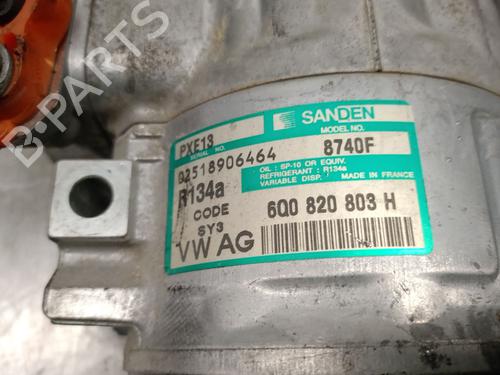 SANDEN
PXE13
SERIAL NO.
MODEL NO.
8740F
02518906464
OIL : SP-10 OR EQUIV.
REFRIGERANT : R134a
VARIABLE DISP. MADE IN FRANCE
R134a
CODE
SY3
6Q0 820 803 H
VW AG
B-PARTS